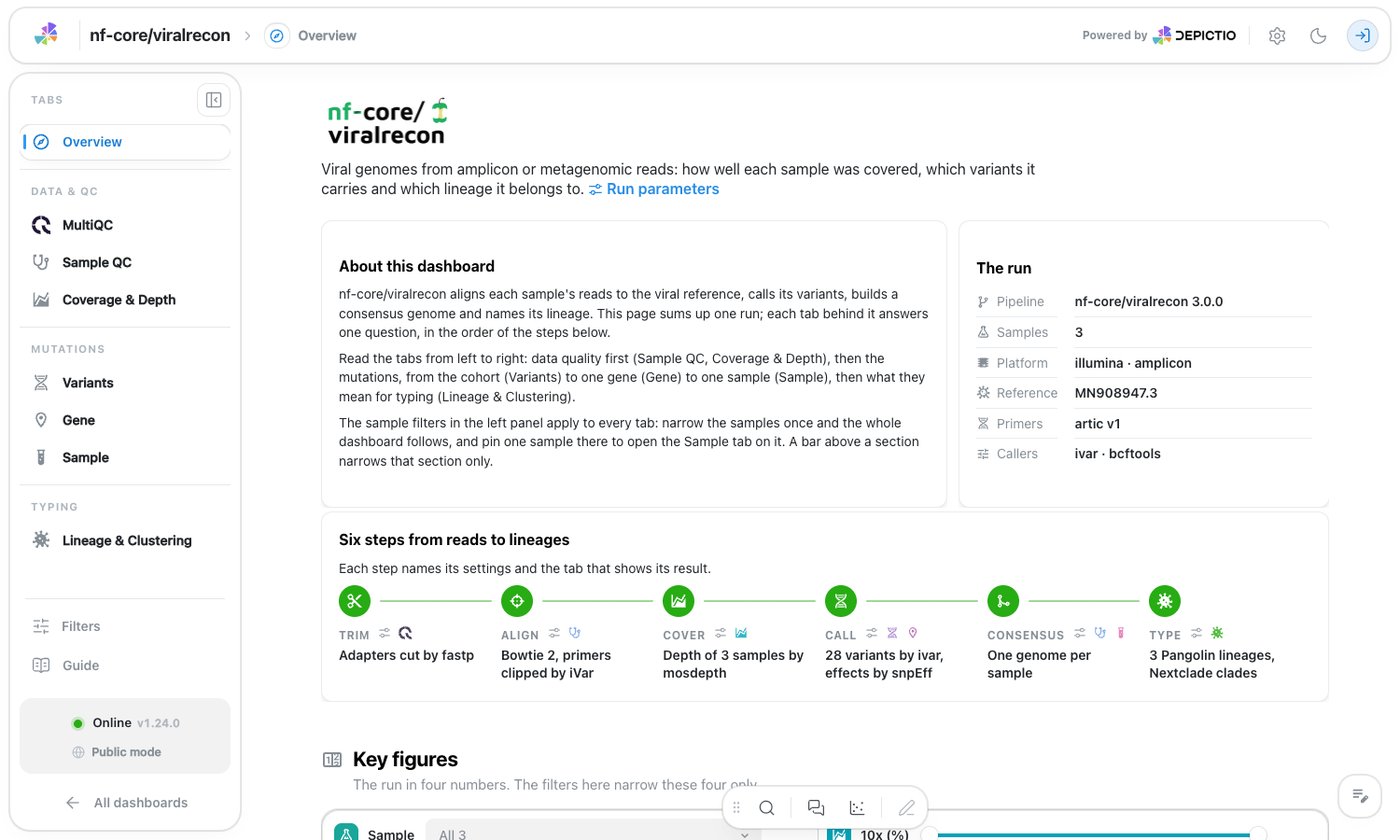 nf-core/viralrecon
Overview
Powered by DEPICTIO
TABS
Overview
DATA & QC
MultiQC
Sample QC
Coverage & Depth
MUTATIONS
Variants
Gene
Sample
TYPING
Lineage & Clustering
Filters
Guide
Online v1.24.0
Public mode
All dashboards
nf-core/
viralrecon
Viral genomes from amplicon or metagenomic reads: how well each sample was covered, which variants it
carries and which lineage it belongs to. Run parameters
About this dashboard
nf-core/viralrecon aligns each sample's reads to the viral reference, calls its variants, builds a
consensus genome and names its lineage. This page sums up one run; each tab behind it answers
one question, in the order of the steps below.
Read the tabs from left to right: data quality first (Sample QC, Coverage & Depth), then the
mutations, from the cohort (Variants) to one gene (Gene) to one sample (Sample), then what they
mean for typing (Lineage & Clustering).
The sample filters in the left panel apply to every tab: narrow the samples once and the whole
dashboard follows, and pin one sample there to open the Sample tab on it. A bar above a section
narrows that section only.
The run
Pipeline nf-core/viralrecon 3.0.0
Samples 3
Platform illumina · amplicon
Reference MN908947.3
Primers artic v1
Callers ivar · bcftools
Six steps from reads to lineages
Each step names its settings and the tab that shows its result.
TRIM
Adapters cut by fastp
ALIGN
Bowtie 2, primers
clipped by iVar
COVER
Depth of 3 samples by
mosdepth
CALL
28 variants by ivar,
effects by snpEff
CONSENSUS
One genome per
sample
TYPE
3 Pangolin lineages,
Nextclade clades
Key figures
The run in four numbers. The filters here narrow these four only.
Sample All 3
10x (%)